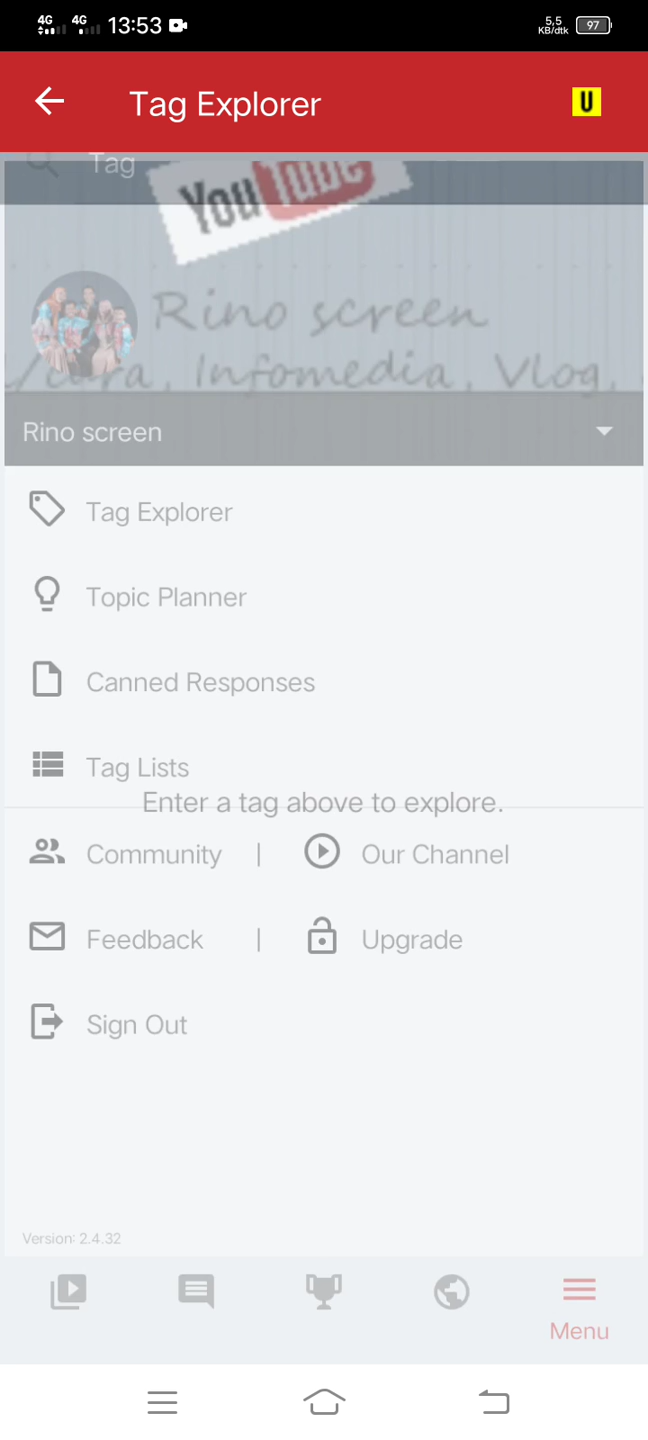 4G 4G 13:53 5,5 KB/dtk 97
Tag Explorer U
Tag
YouTube
Rino screen
, Infomedia, Vlog,
Rino screen
Tag Explorer
Topic Planner
Canned Responses
Tag Lists
Enter a tag above to explore.
Community | Our Channel
Feedback | Upgrade
Sign Out
Version: 2.4.32
Menu